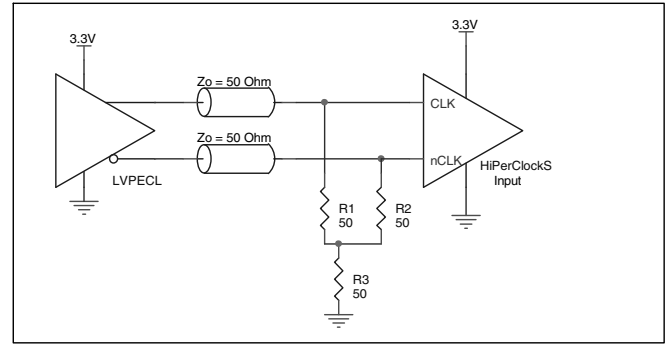 3.3V
3.3V
Zo = 50 Ohm
CLK
Zo = 50 Ohm
nCLK
LVPECL
HiPerClockS
Input
R1
50
R2
50
R3
50